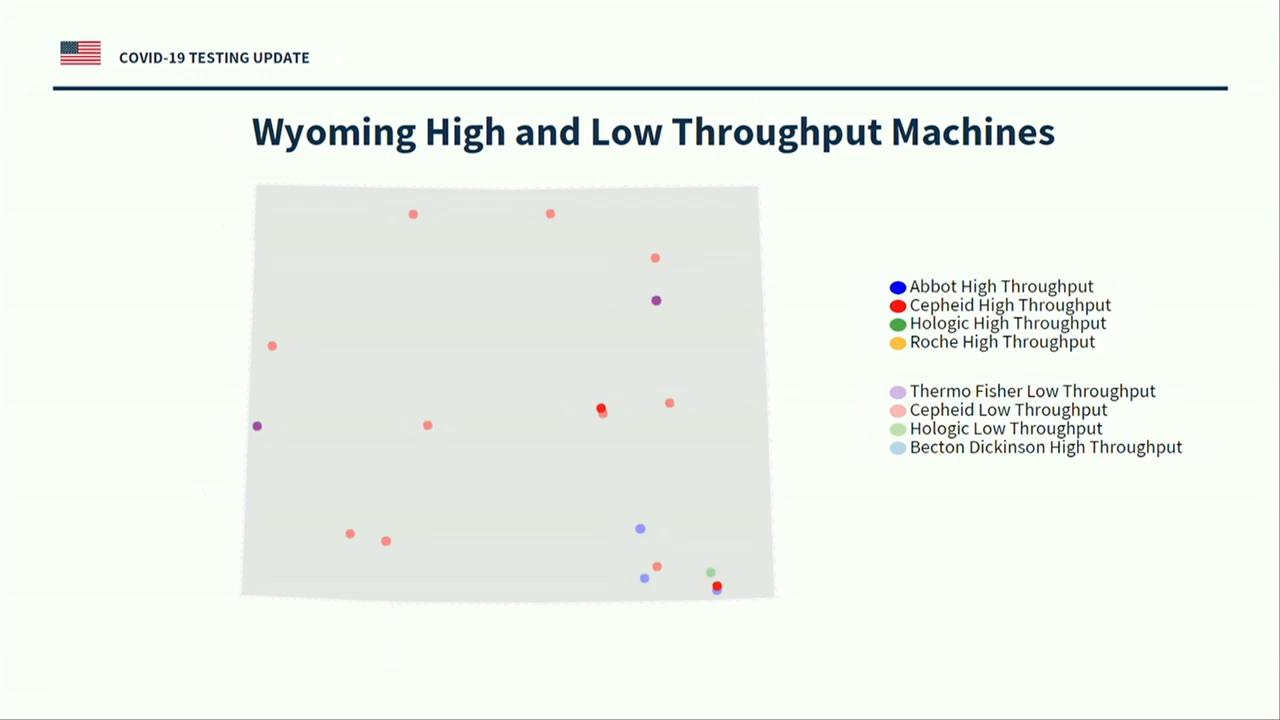 COVID-19 TESTING UPDATE
Wyoming High and Low Throughput Machines
Abbot High Throughput
Cepheid High Throughput
Hologic High Throughput
Roche High Throughput
Thermo Fisher Low Throughput
Cepheid Low Throughput
Hologic Low Throughput
Becton Dickinson High Throughput